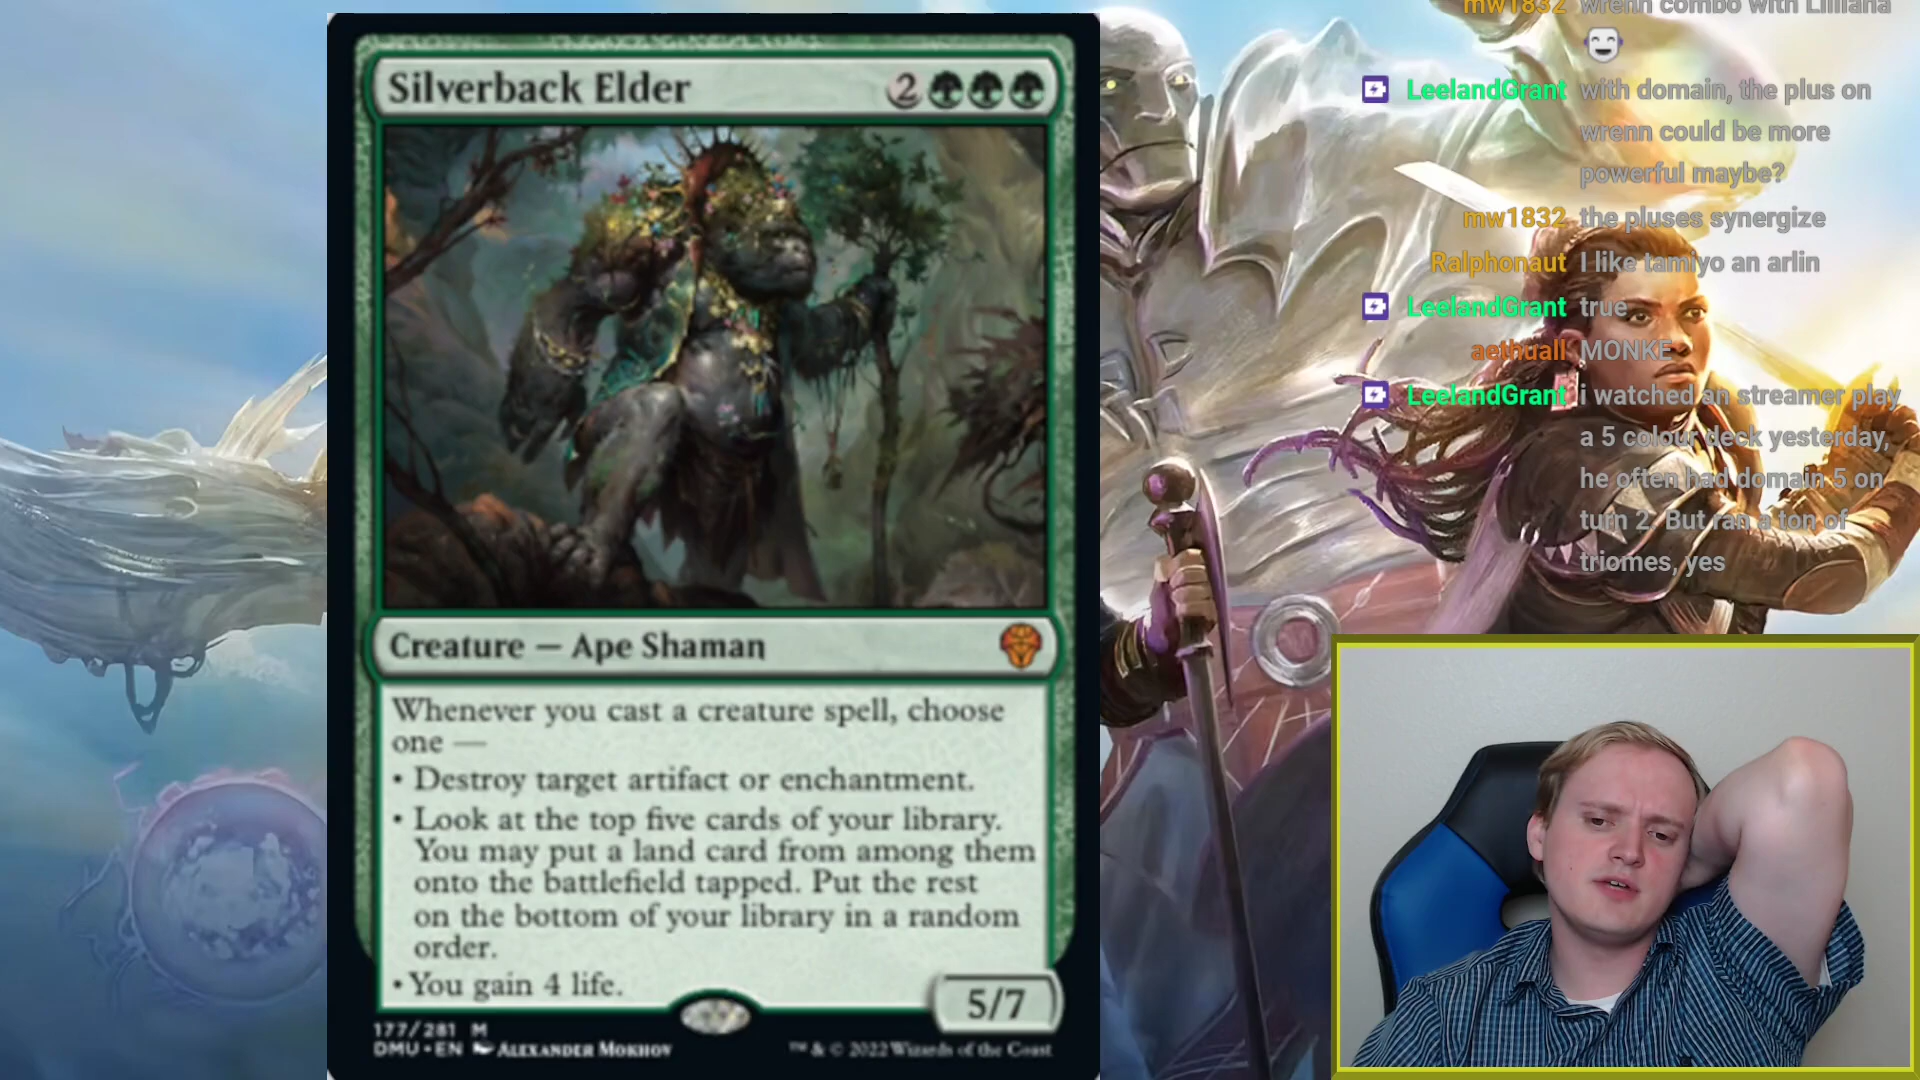 Silverback Elder 2
Creature — Ape Shaman
Whenever you cast a creature spell, choose
one —
• Destroy target artifact or enchantment.
• Look at the top five cards of your library.
You may put a land card from among them
onto the battlefield tapped. Put the rest
on the bottom of your library in a random
order.
• You gain 4 life.
5/7
177/281 M
DMU • EN Alexander Mokhov
™ & © 2022 Wizards of the Coast
mw1832 wrenn combo with Lilliana
LeelandGrant with domain, the plus on
wrenn could be more
powerful maybe?
mw1832 the pluses synergize
Ralphonaut I like tamiyo an arlin
LeelandGrant true
aethuall MONKE
LeelandGrant i watched an streamer play
a 5 colour deck yesterday,
he often had domain 5 on
turn 2. But ran a ton of
triomes, yes